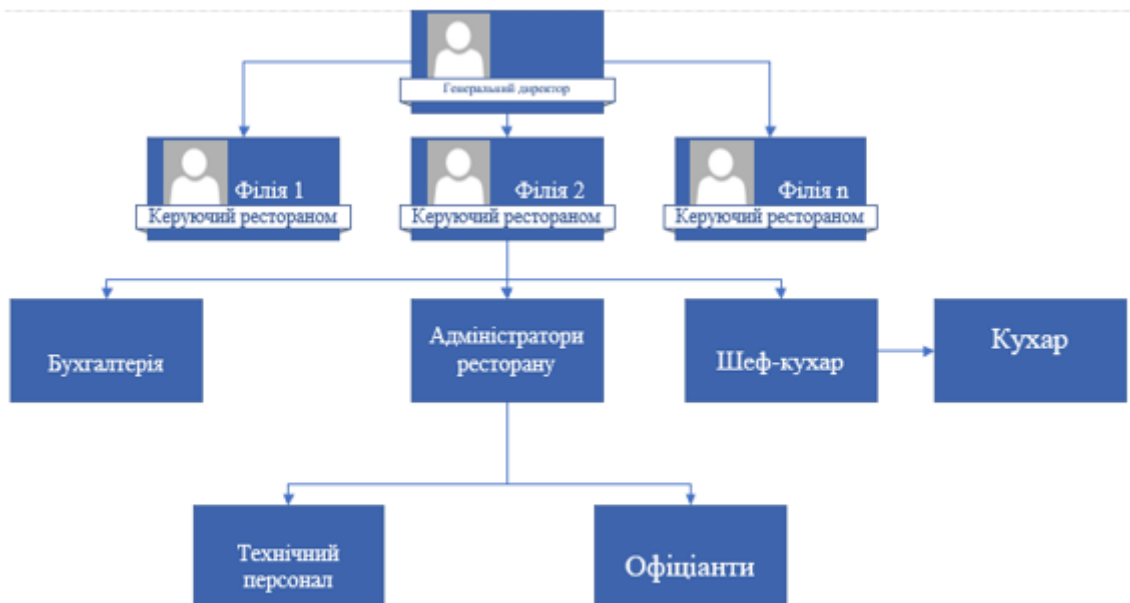 Генеральний директор
Філія 1
Керуючий рестораном
Філія 2
Керуючий рестораном
Філія n
Керуючий рестораном
Бухгалтерія
Адміністратори
ресторану
Шеф-кухар
Кухар
Технічний
персонал
Офіціанти